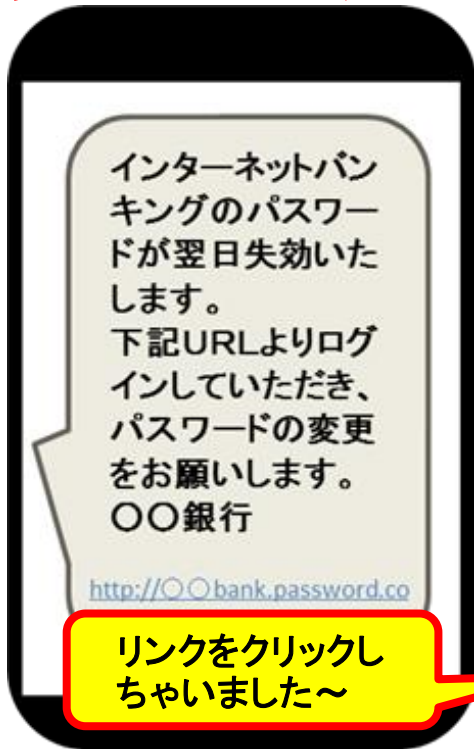 インターネットバン
キングのパスワー
ドが翌日失効いた
します。
下記URLよりログ
インしていただき、
パスワードの変更
をお願いします。
〇〇銀行
http://〇〇bank.password.co
リンクをクリックし
ちゃいました～